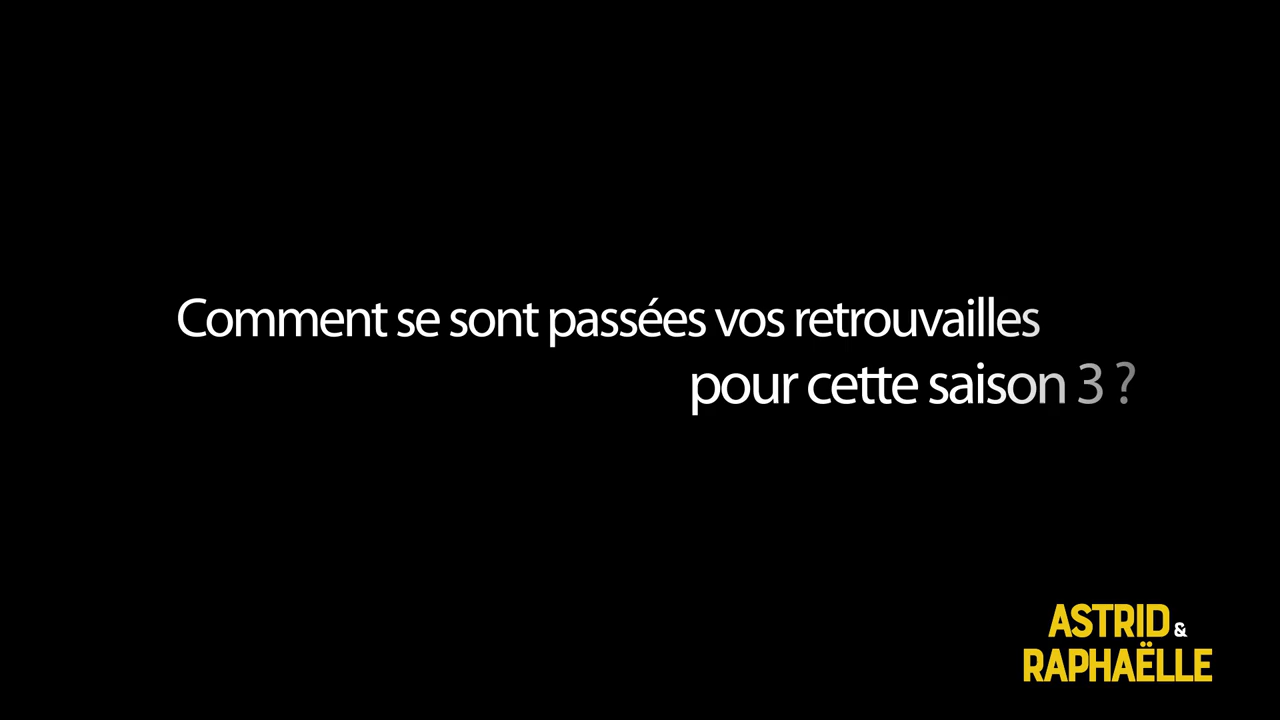 Comment se sont passées vos retrouvailles
pour cette saison 3 ?
ASTRID &
RAPHAËLLE